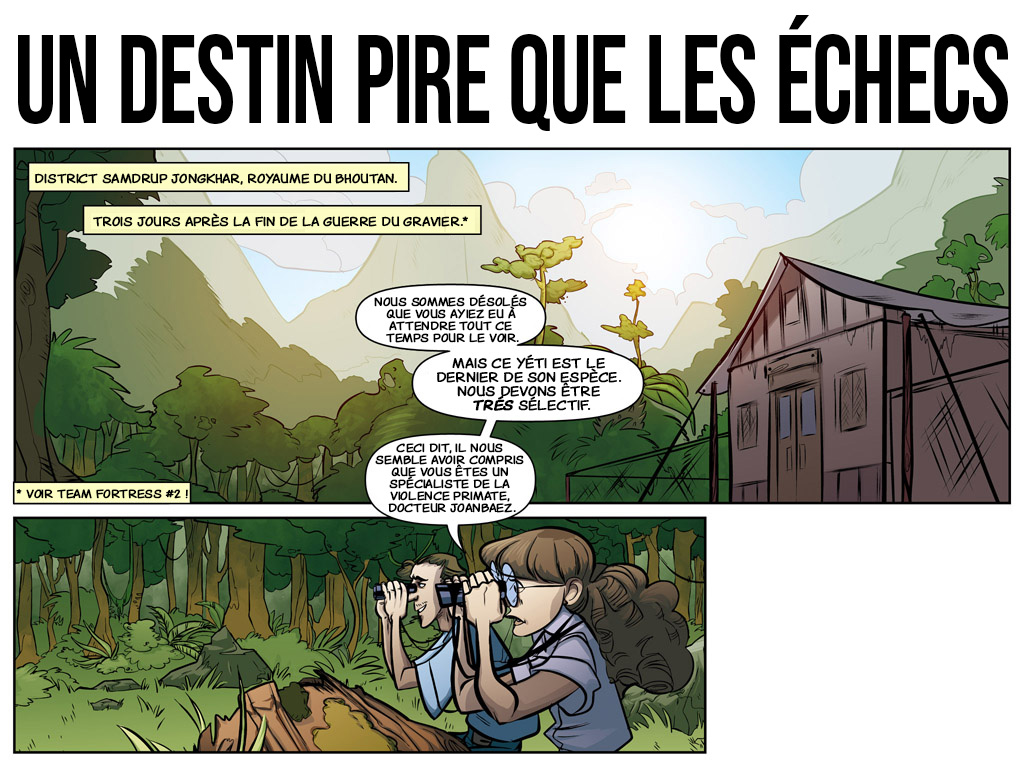 UN DESTIN PIRE QUE LES ÉCHECS
DISTRICT SAMDRUP JONGKHAR, ROYAUME DU BHOUTAN.
TROIS JOURS APRÈS LA FIN DE LA GUERRE DU GRAVIER.*
NOUS SOMMES DÉSOLÉS
QUE VOUS AYIEZ EU À
ATTENDRE TOUT CE
TEMPS POUR LE VOIR.
MAIS CE YÉTI EST LE
DERNIER DE SON ESPÈCE.
NOUS DEVONS ÊTRE
TRÉS SÉLECTIF.
CECI DIT, IL NOUS
SEMBLE AVOIR COMPRIS
QUE VOUS ÊTES UN
SPÉCIALISTE DE LA
VIOLENCE PRIMATE,
DOCTEUR JOANBAEZ.
* VOIR TEAM FORTRESS #2 !